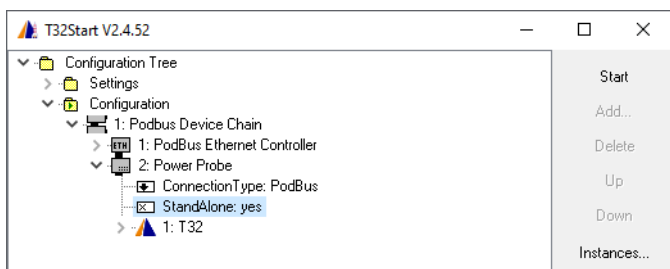 T32Start V2.4.52
Configuration Tree
Settings
Configuration
1: Podbus Device Chain
ETH 1: PodBus Ethernet Controller
2: Power Probe
ConnectionType: PodBus
StandAlone: yes
1: T32
Start
Add...
Delete
Up
Down
Instances...